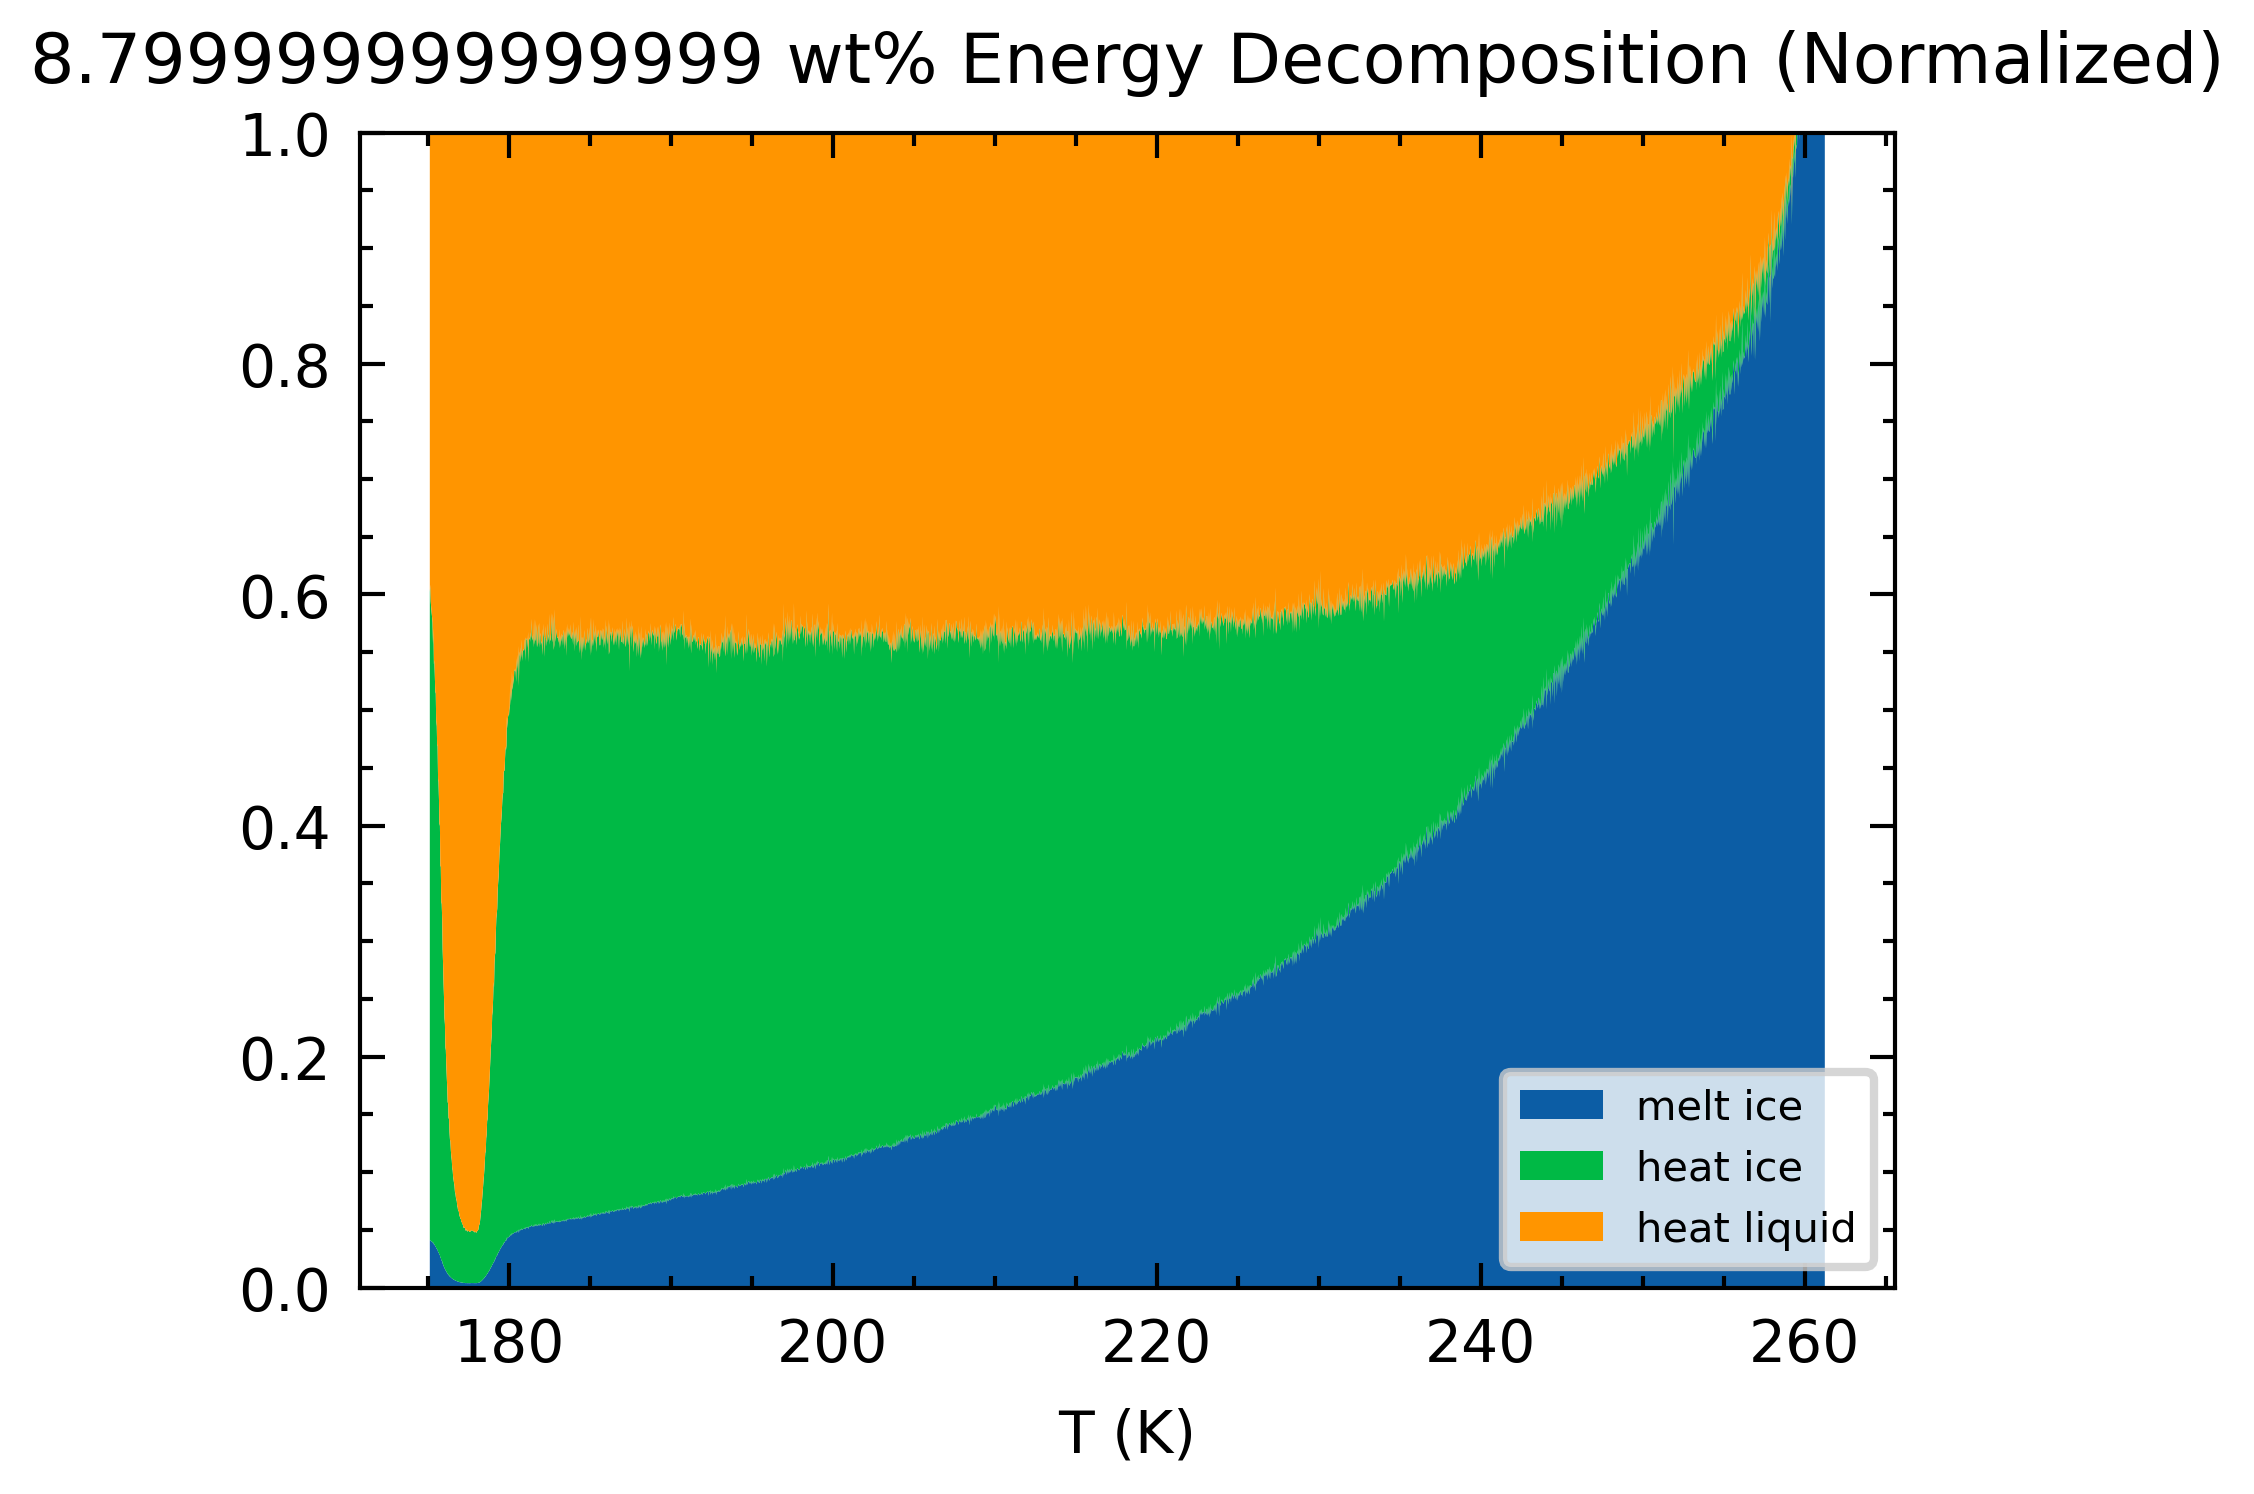 8.799999999999999 wt% Energy Decomposition (Normalized)
1.0
0.8
0.6
0.4
0.2
0.0
180 200 220 240 260
T (K)
melt ice
heat ice
heat liquid